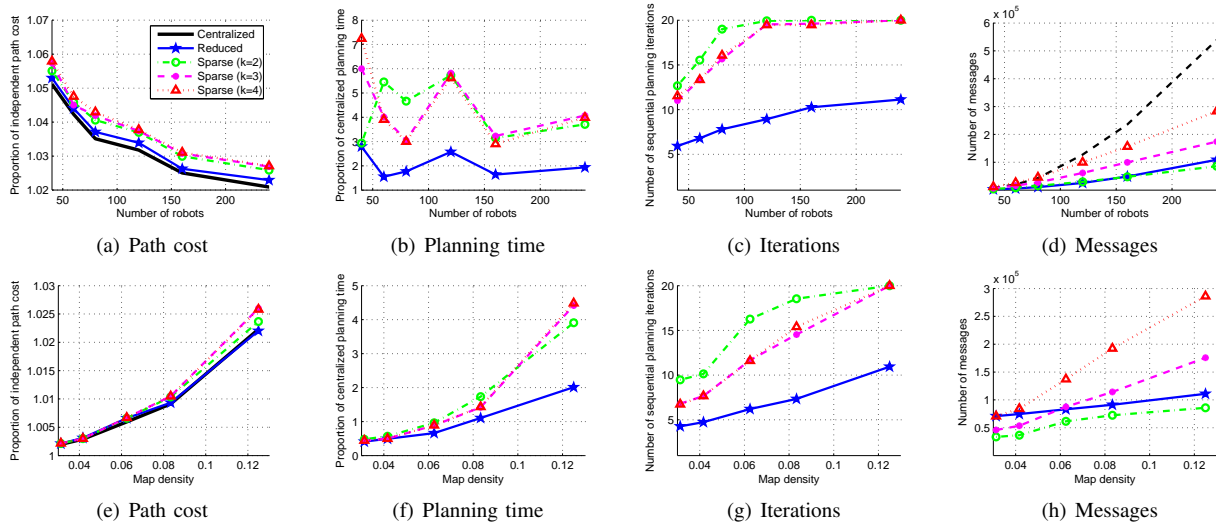 Proportion of independent path cost
1.07
1.06
1.05
1.04
1.03
1.02
50 100 150 200
Number of robots
Centralized
Reduced
Sparse (k=2)
Sparse (k=3)
Sparse (k=4)
(a) Path cost
Proportion of centralized planning time
8
7
6
5
4
3
2
1
0
50 100 150 200
Number of robots
(b) Planning time
Number of sequential planning iterations
20
15
10
5
50 100 150 200
Number of robots
(c) Iterations
Number of messages
x 10^5
6
5
4
3
2
1
50 100 150 200
Number of robots
(d) Messages
Proportion of independent path cost
1.03
1.025
1.02
1.015
1.01
1.005
1
0.04 0.06 0.08 0.1 0.12
Map density
(e) Path cost
Proportion of centralized planning time
5
4
3
2
1
0
0.04 0.06 0.08 0.1 0.12
Map density
(f) Planning time
Number of sequential planning iterations
20
15
10
5
0.04 0.06 0.08 0.1 0.12
Map density
(g) Iterations
Number of messages
x 10^5
3
2.5
2
1.5
1
0.5
0.04 0.06 0.08 0.1 0.12
Map density
(h) Messages